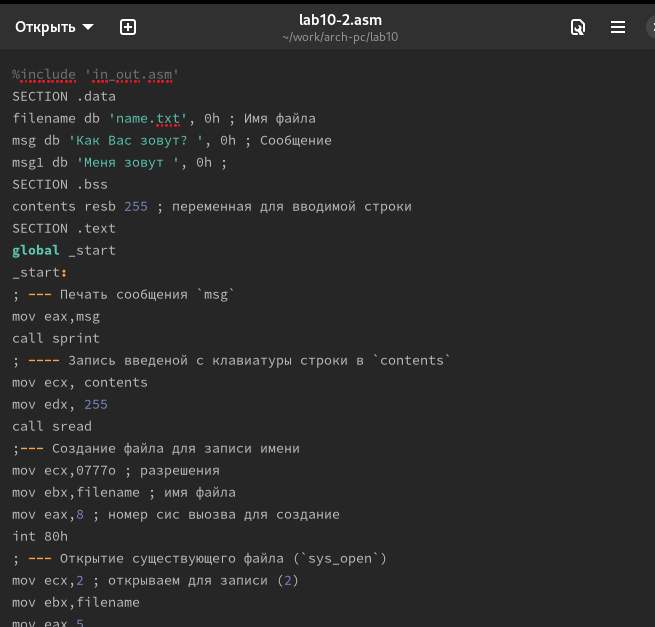 Открыть
lab10-2.asm
~/work/arch-pc/lab10
%include 'in_out.asm'
SECTION .data
filename db 'name.txt', 0h ; Имя файла
msg db 'Как Вас зовут? ', 0h ; Сообщение
msg1 db 'Меня зовут ', 0h ;
SECTION .bss
contents resb 255 ; переменная для вводимой строки
SECTION .text
global _start
_start:
; --- Печать сообщения `msg`
mov eax,msg
call sprint
; ---- Запись введеной с клавиатуры строки в `contents`
mov ecx, contents
mov edx, 255
call sread
;--- Создание файла для записи имени
mov ecx,0777o ; разрешения
mov ebx,filename ; имя файла
mov eax,8 ; номер сис выозва для создание
int 80h
; --- Открытие существующего файла (`sys_open`)
mov ecx,2 ; открываем для записи (2)
mov ebx,filename
mov eax,5